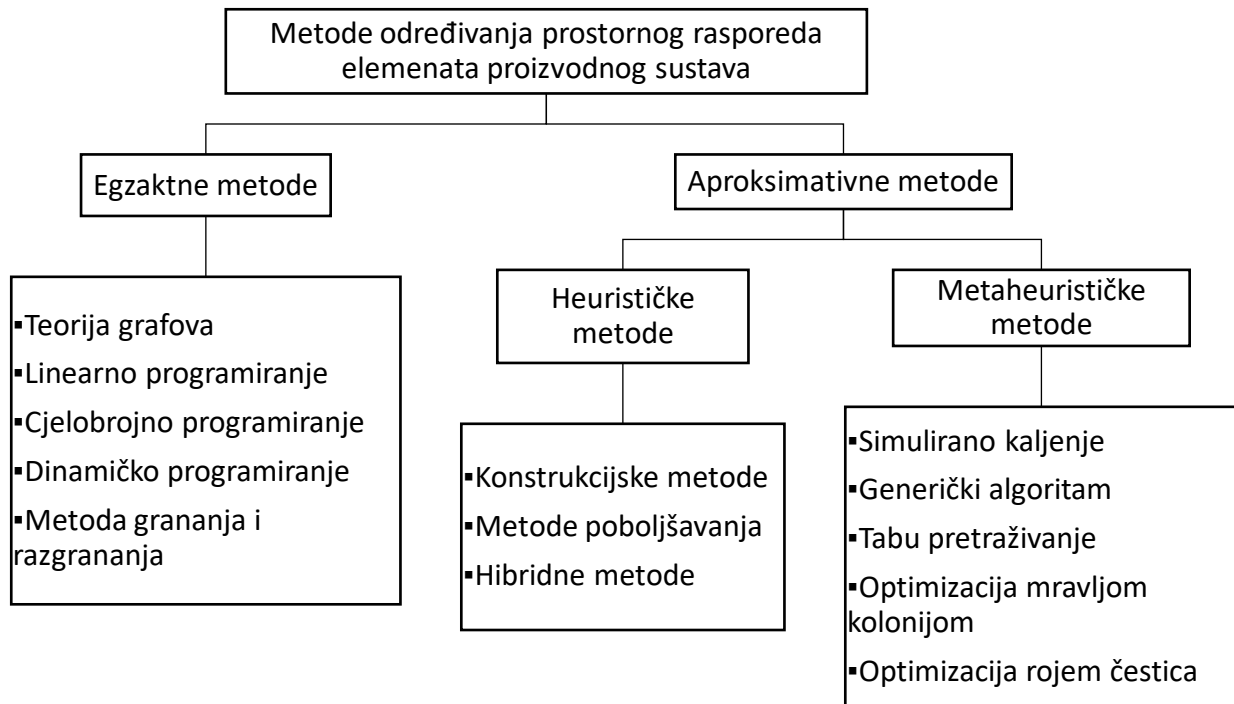 Metode određivanja prostornog rasporeda
elemenata proizvodnog sustava
Egzaktne metode
Aproksimativne metode
▪Teorija grafova
▪Linearno programiranje
▪Cjelobrojno programiranje
▪Dinamičko programiranje
▪Metoda grananja i
razgrananja
Heurističke
metode
Metaheurističke
metode
▪Konstrukcijske metode
▪Metode poboljšavanja
▪Hibridne metode
▪Simulirano kaljenje
▪Generički algoritam
▪Tabu pretraživanje
▪Optimizacija mravljom
kolonijom
▪Optimizacija rojem čestica